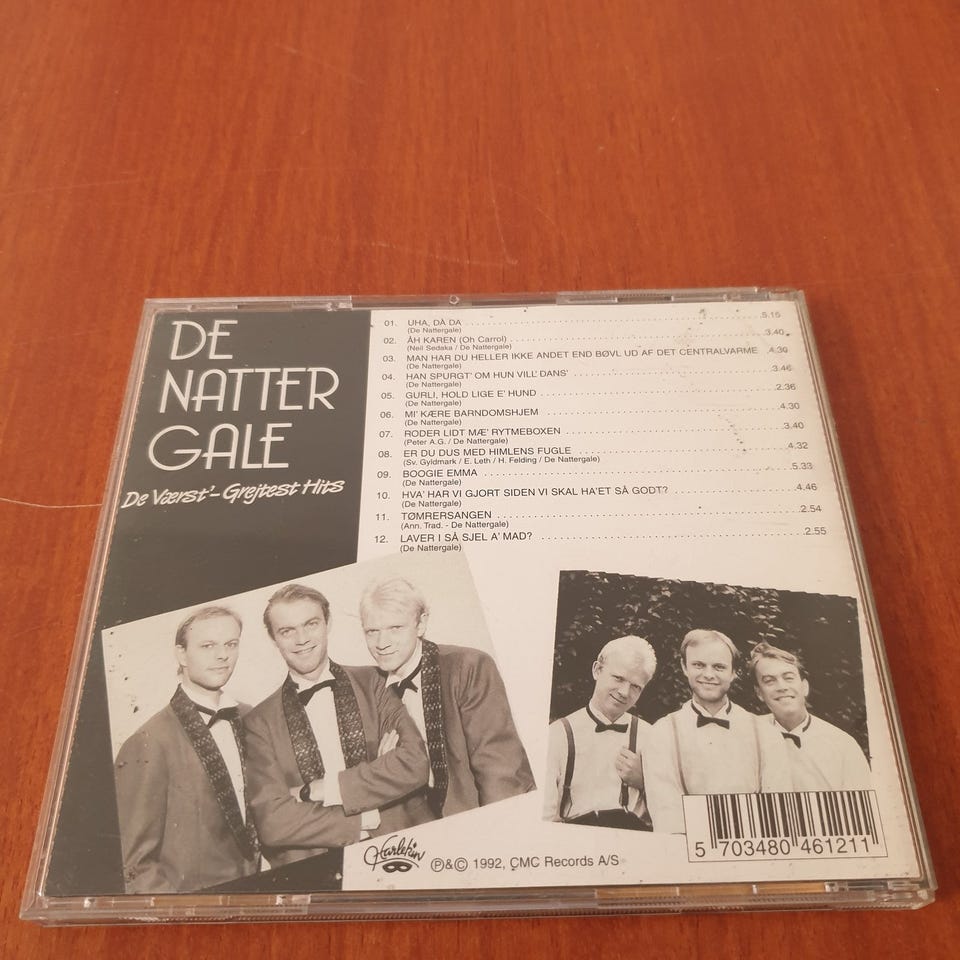 DE
NATTER
GALE
De Værst'-Grejtest Hits
01. UHA, DA DA 5.15
(De Nattergale)
02. ÅH KAREN (Oh Carrol) 3.40
(Neil Sedaka / De Nattergale)
03. MAN HAR DU HELLER IKKE ANDET END BØVL UD AF DET CENTRALVARME 4.30
(De Nattergale)
04. HAN SPURGT' OM HUN VILL' DANS' 3.46
(De Nattergale)
05. GURLI, HOLD LIGE E' HUND 2.36
(De Nattergale)
06. MI' KÆRE BARNDOMSHJEM 4.30
(De Nattergale)
07. RODER LIDT MÆ' RYTMEBOXEN 3.40
(Peter A.G. / De Nattergale)
08. ER DU DUS MED HIMLENS FUGLE 4.32
(Sv. Gyldmark / E. Leth / H. Felding / De Nattergale)
09. BOOGIE EMMA 5.33
(De Nattergale)
10. HVA' HAR VI GJORT SIDEN VI SKAL HA'ET SÅ GODT? 4.46
(De Nattergale)
11. TØMRERSANGEN 2.54
(Ann. Trad. - De Nattergale)
12. LAVER I SÅ SJEL A' MAD? 2.55
(De Nattergale)
Harlekin
℗&© 1992, CMC Records A/S
5 703480 461211